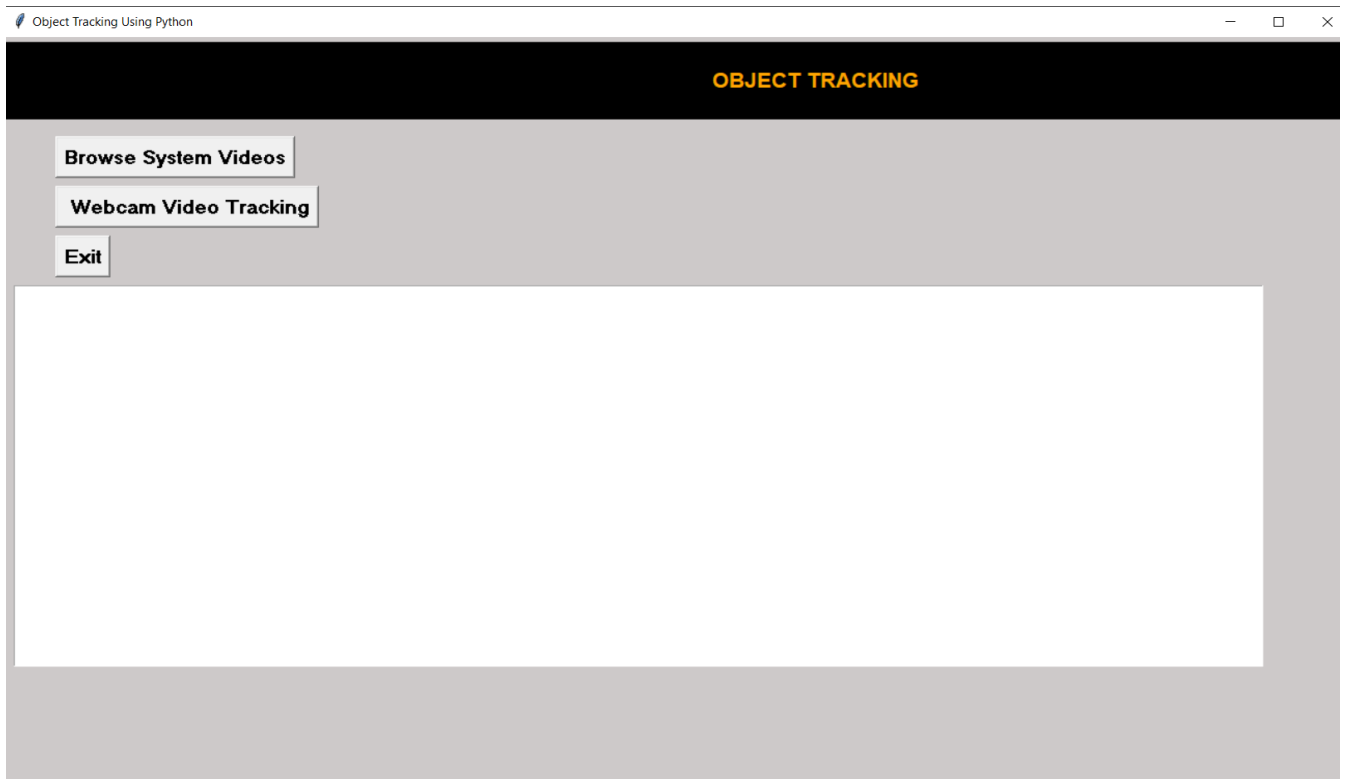 Object Tracking Using Python
OBJECT TRACKING
Browse System Videos
Webcam Video Tracking
Exit